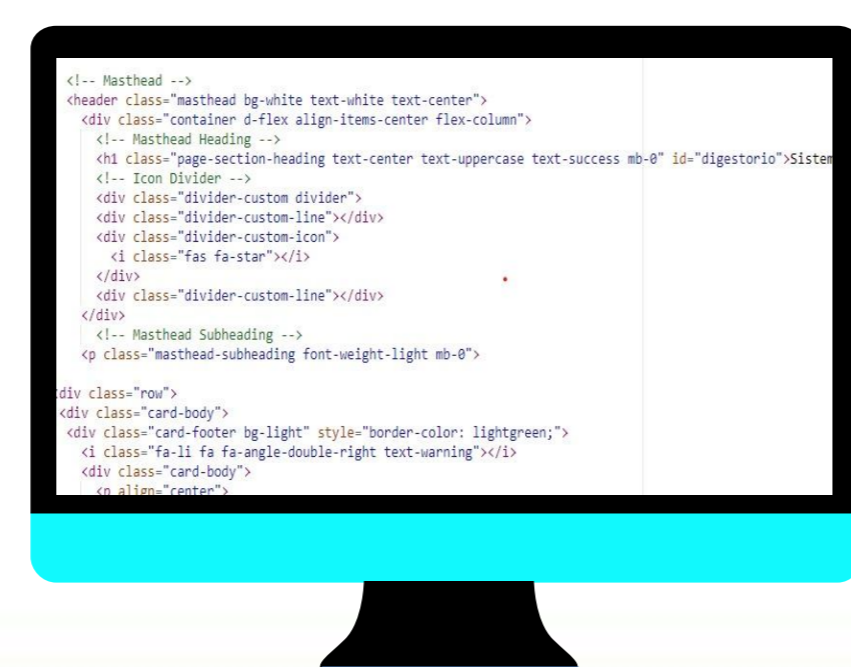 <!-- Masthead -->
<header class="masthead bg-white text-white text-center">
<div class="container d-flex align-items-center flex-column">
<!-- Masthead Heading -->
<h1 class="page-section-heading text-center text-uppercase text-success mb-0" id="digestorio">Sistem
<!-- Icon Divider -->
<div class="divider-custom divider">
<div class="divider-custom-line"></div>
<div class="divider-custom-icon">
<i class="fas fa-star"></i>
</div>
<div class="divider-custom-line"></div>
</div>
<!-- Masthead Subheading -->
<p class="masthead-subheading font-weight-light mb-0">
<div class="row">
<div class="card-body">
<div class="card-footer bg-light" style="border-color: lightgreen;">
<i class="fa-li fa fa-angle-double-right text-warning"></i>
<div class="card-body">
<p align="center">